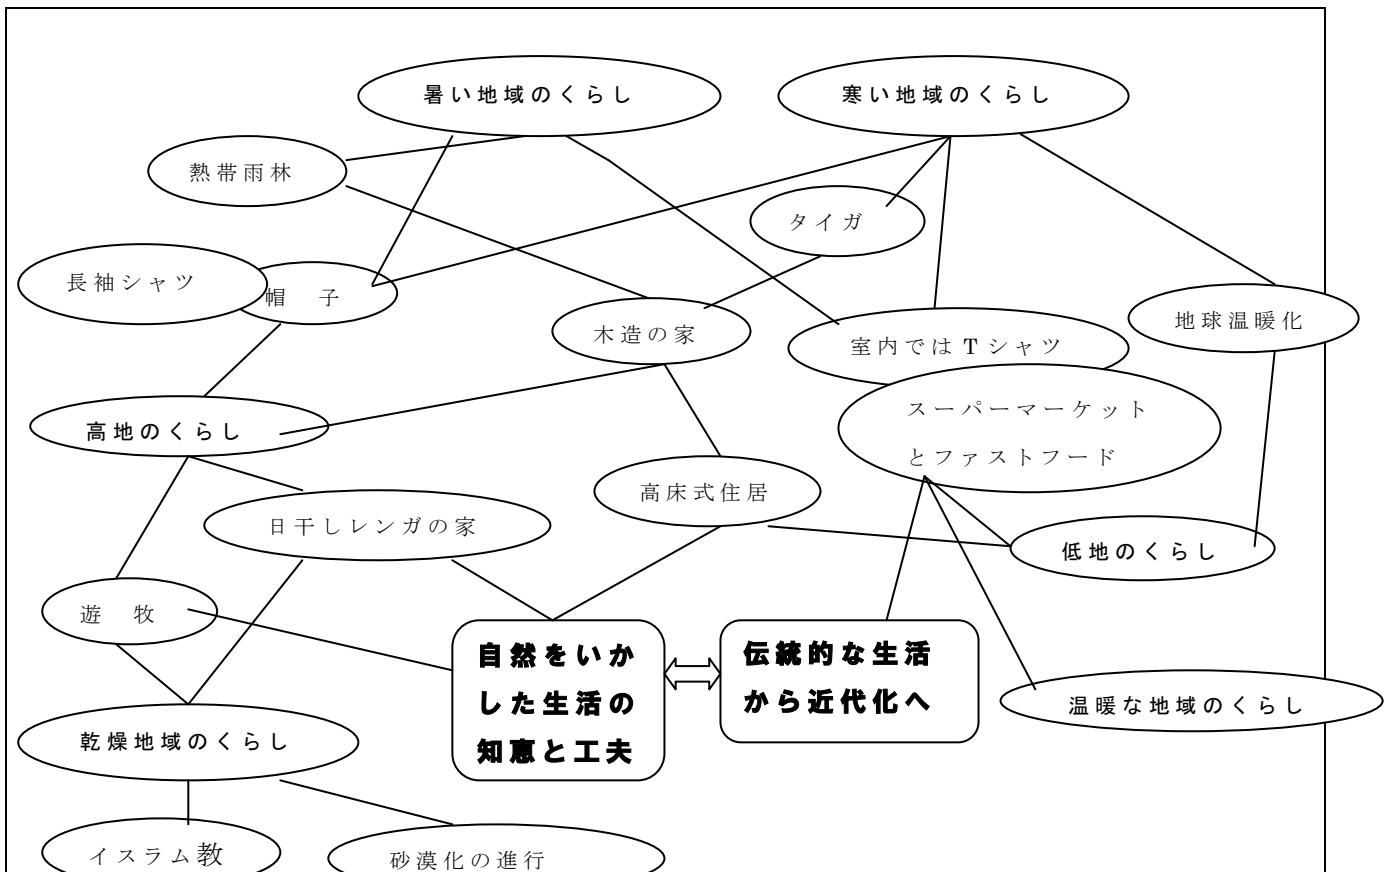 暑い地域のくらし
寒い地域のくらし
熱帯雨林
タイガ
長袖シャツ
帽 子
木造の家
室内ではTシャツ
地球温暖化
スーパーマーケット
とファストフード
高地のくらし
高床式住居
日干しレンガの家
低地のくらし
遊 牧
自然をいか
した生活の
知恵と工夫
伝統的な生活
から近代化へ
温暖な地域のくらし
乾燥地域のくらし
イスラム教
砂漠化の進行